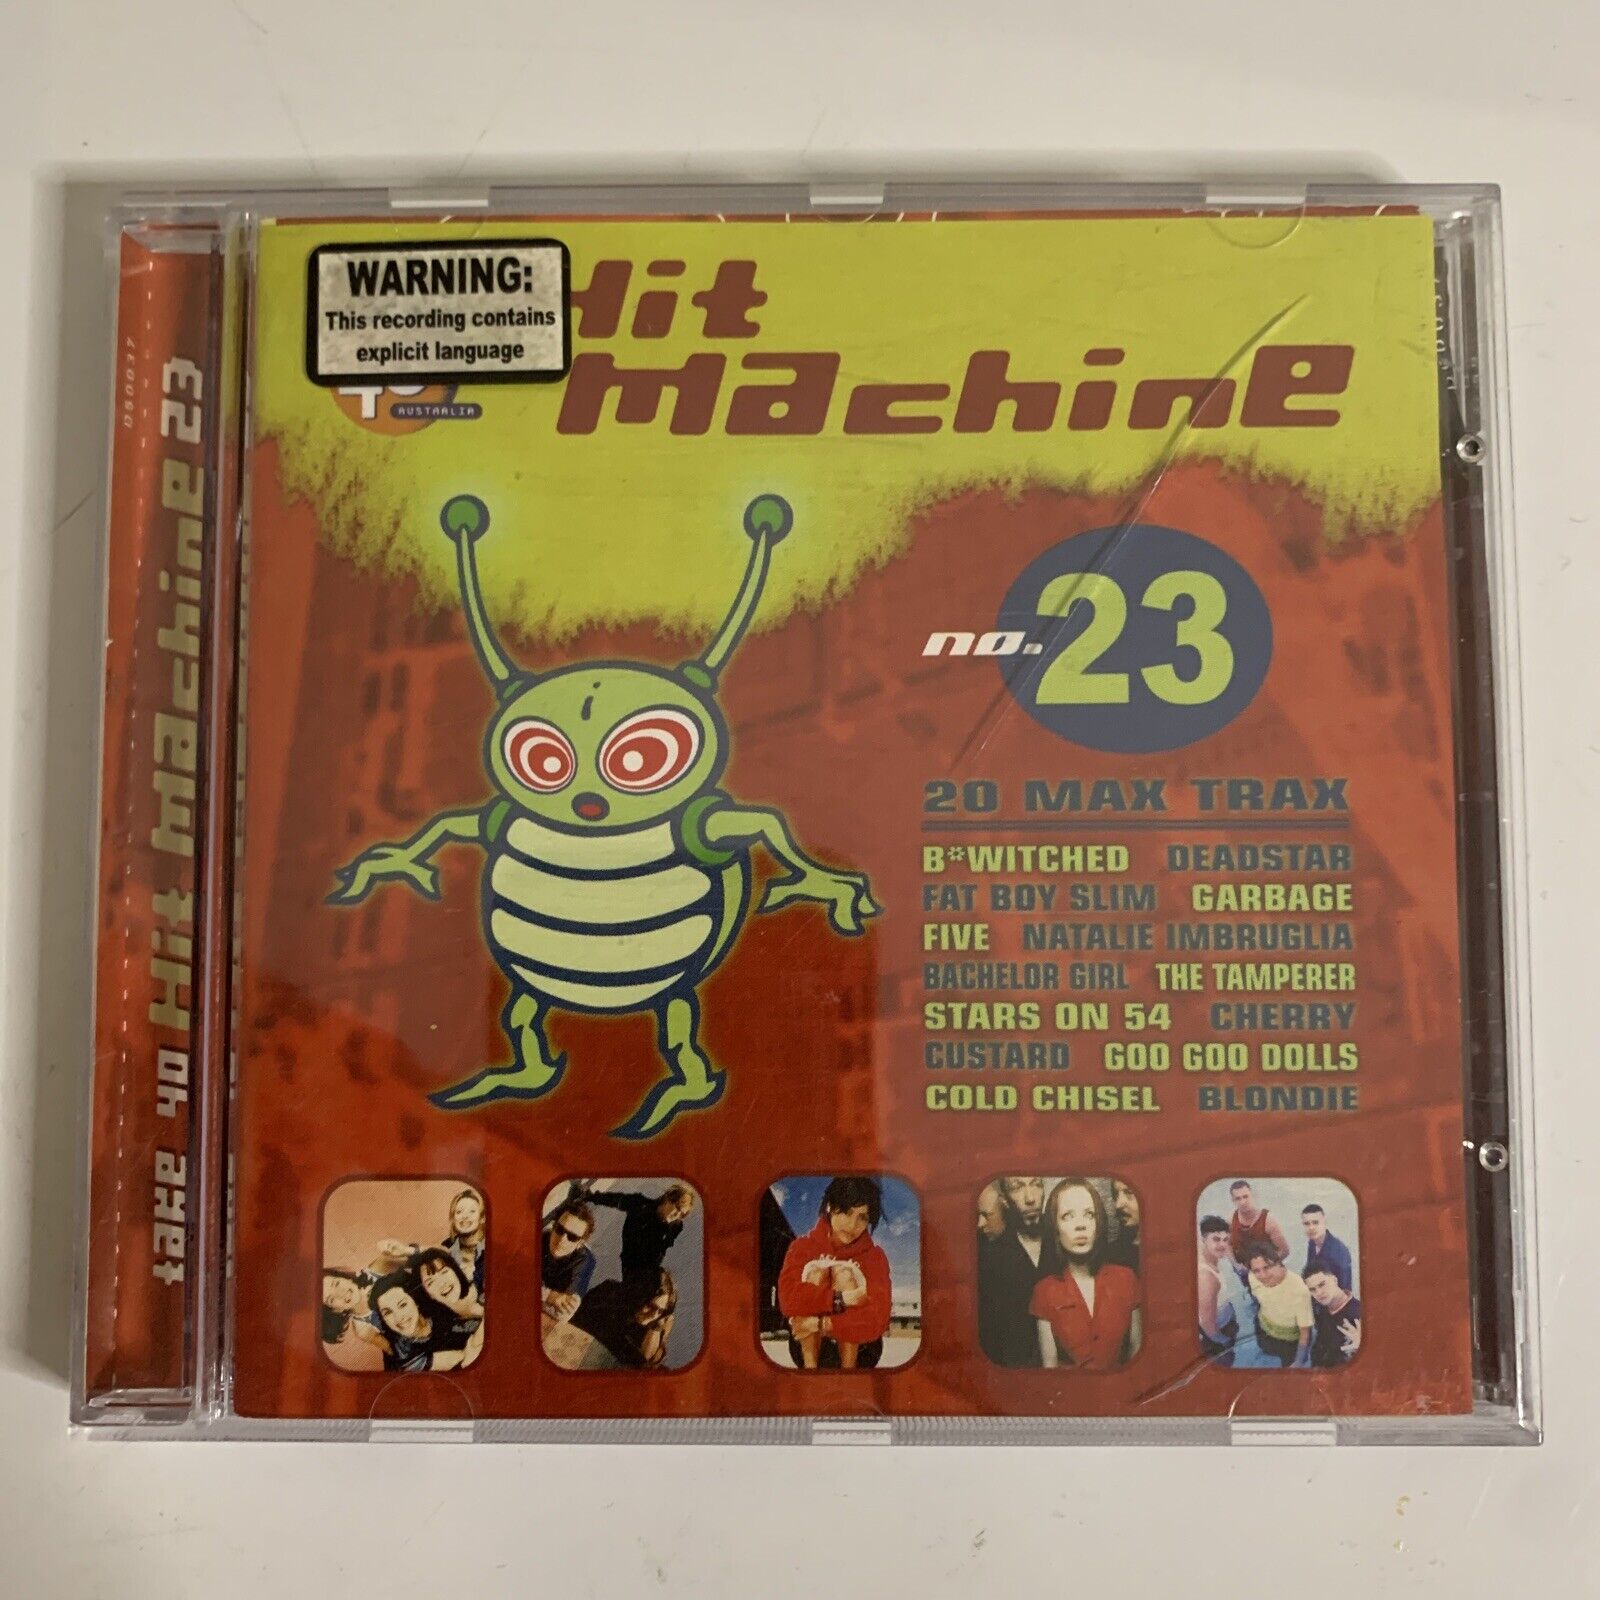 WARNING:
This recording contains
explicit language
Hit
Machine
AUSTRALIA
no. 23
20 MAX TRAX
B*WITCHED DEADSTAR
FAT BOY SLIM GARBAGE
FIVE NATALIE IMBRUGLIA
BACHELOR GIRL THE TAMPERER
STARS ON 54 CHERRY
CUSTARD GOO GOO DOLLS
COLD CHISEL BLONDIE
take 40 Hit Machine 23